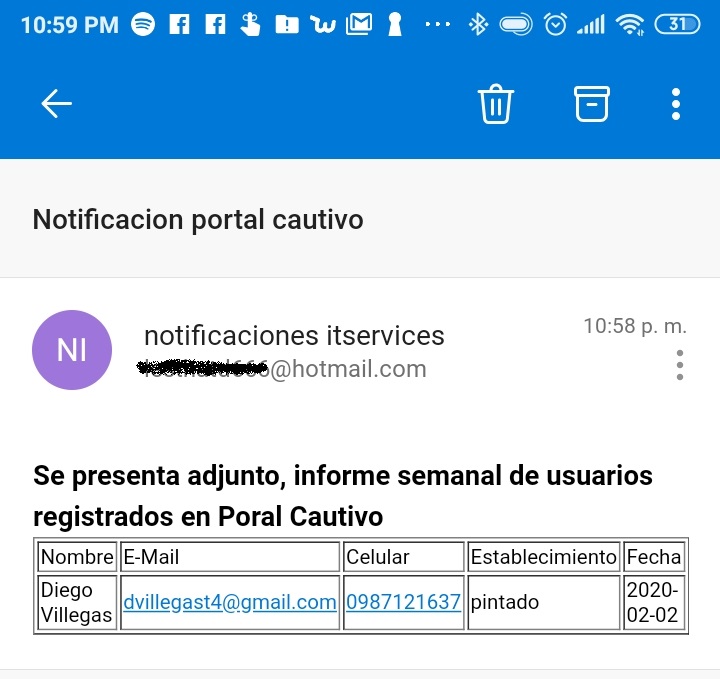 10:59 PM 31
Notificacion portal cautivo
NI
notificaciones itservices
10:58 p. m.
@hotmail.com
Se presenta adjunto, informe semanal de usuarios
registrados en Poral Cautivo
Nombre E-Mail Celular Establecimiento Fecha
Diego Villegas dvillegast4@gmail.com 0987121637 pintado 2020-02-02